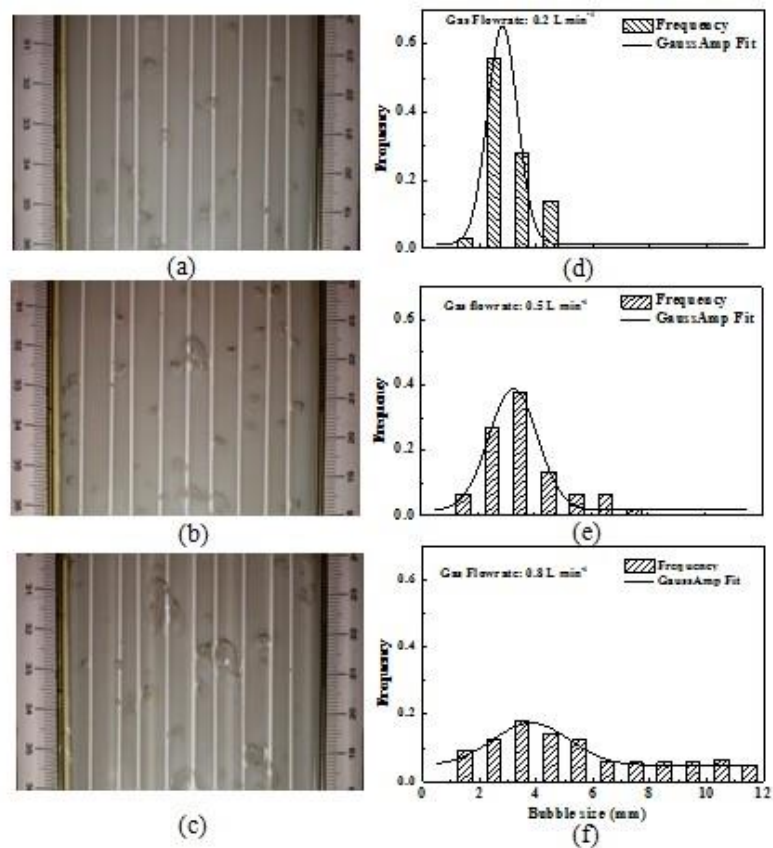 Gas Flowrate: 0.2 L min⁻¹
Frequency
GaussAmp Fit
0.6
0.4
0.2
0.0
Frequency
(a)
(d)
Gas flow rate: 0.5 L min⁻¹
Frequency
GaussAmp Fit
0.6
0.4
0.2
0.0
Frequency
(b)
(e)
Gas Flowrate: 0.8 L min⁻¹
Frequency
GaussAmp Fit
0.6
0.4
0.2
0.0
Frequency
0 2 4 6 8 10 12
Bubble size (mm)
(c)
(f)